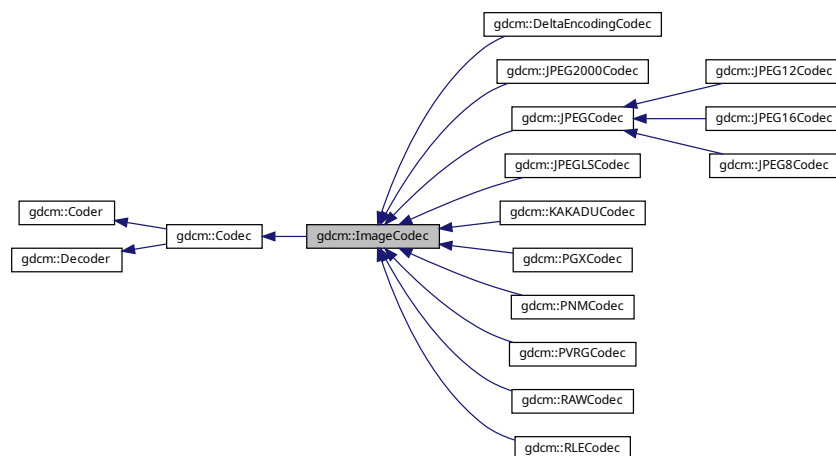 gdcm::DeltaEncodingCodec
gdcm::JPEG2000Codec
gdcm::JPEG12Codec
gdcm::JPEGCodec
gdcm::JPEG16Codec
gdcm::JPEGLSCodec
gdcm::JPEG8Codec
gdcm::Coder
gdcm::KAKADUCodec
gdcm::Codec
gdcm::ImageCodec
gdcm::Decoder
gdcm::PGXCodec
gdcm::PNMCodec
gdcm::PVRGCodec
gdcm::RAWCodec
gdcm::RLECodec